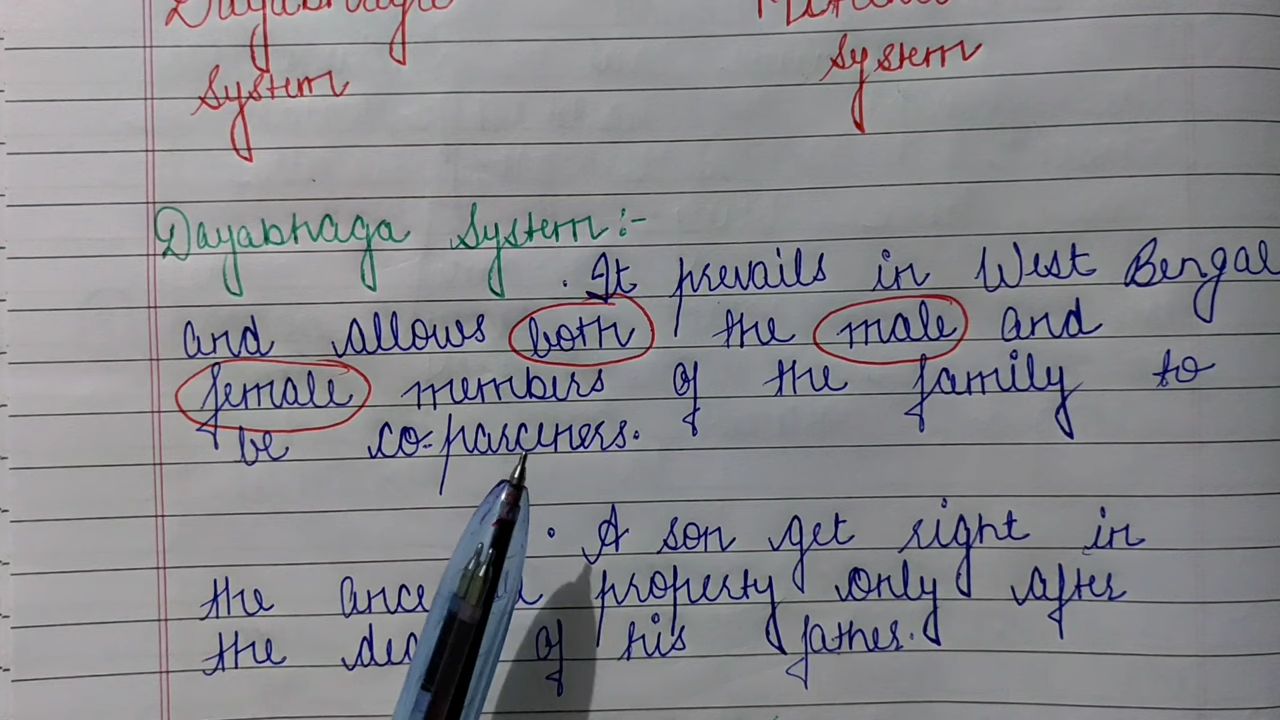 Dayabhaga
System System
Dayabhaga System:-
. It prevails in West Bengal
and allows both the male and
female members of the family to
be co-parceners.
. A son get right in
the property only after
the of his father.